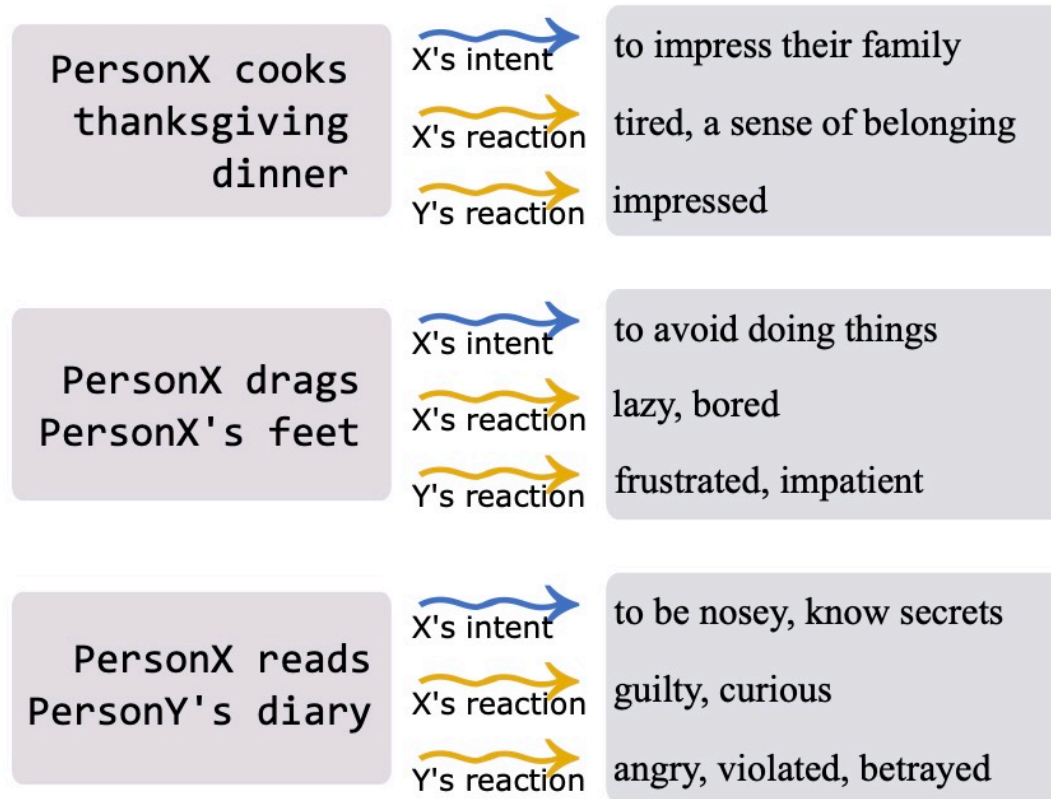 PersonX cooks
thanksgiving
dinner
X's intent
to impress their family
X's reaction
tired, a sense of belonging
Y's reaction
impressed
PersonX drags
PersonX's feet
X's intent
to avoid doing things
X's reaction
lazy, bored
Y's reaction
frustrated, impatient
PersonX reads
PersonY's diary
X's intent
to be nosey, know secrets
X's reaction
guilty, curious
Y's reaction
angry, violated, betrayed